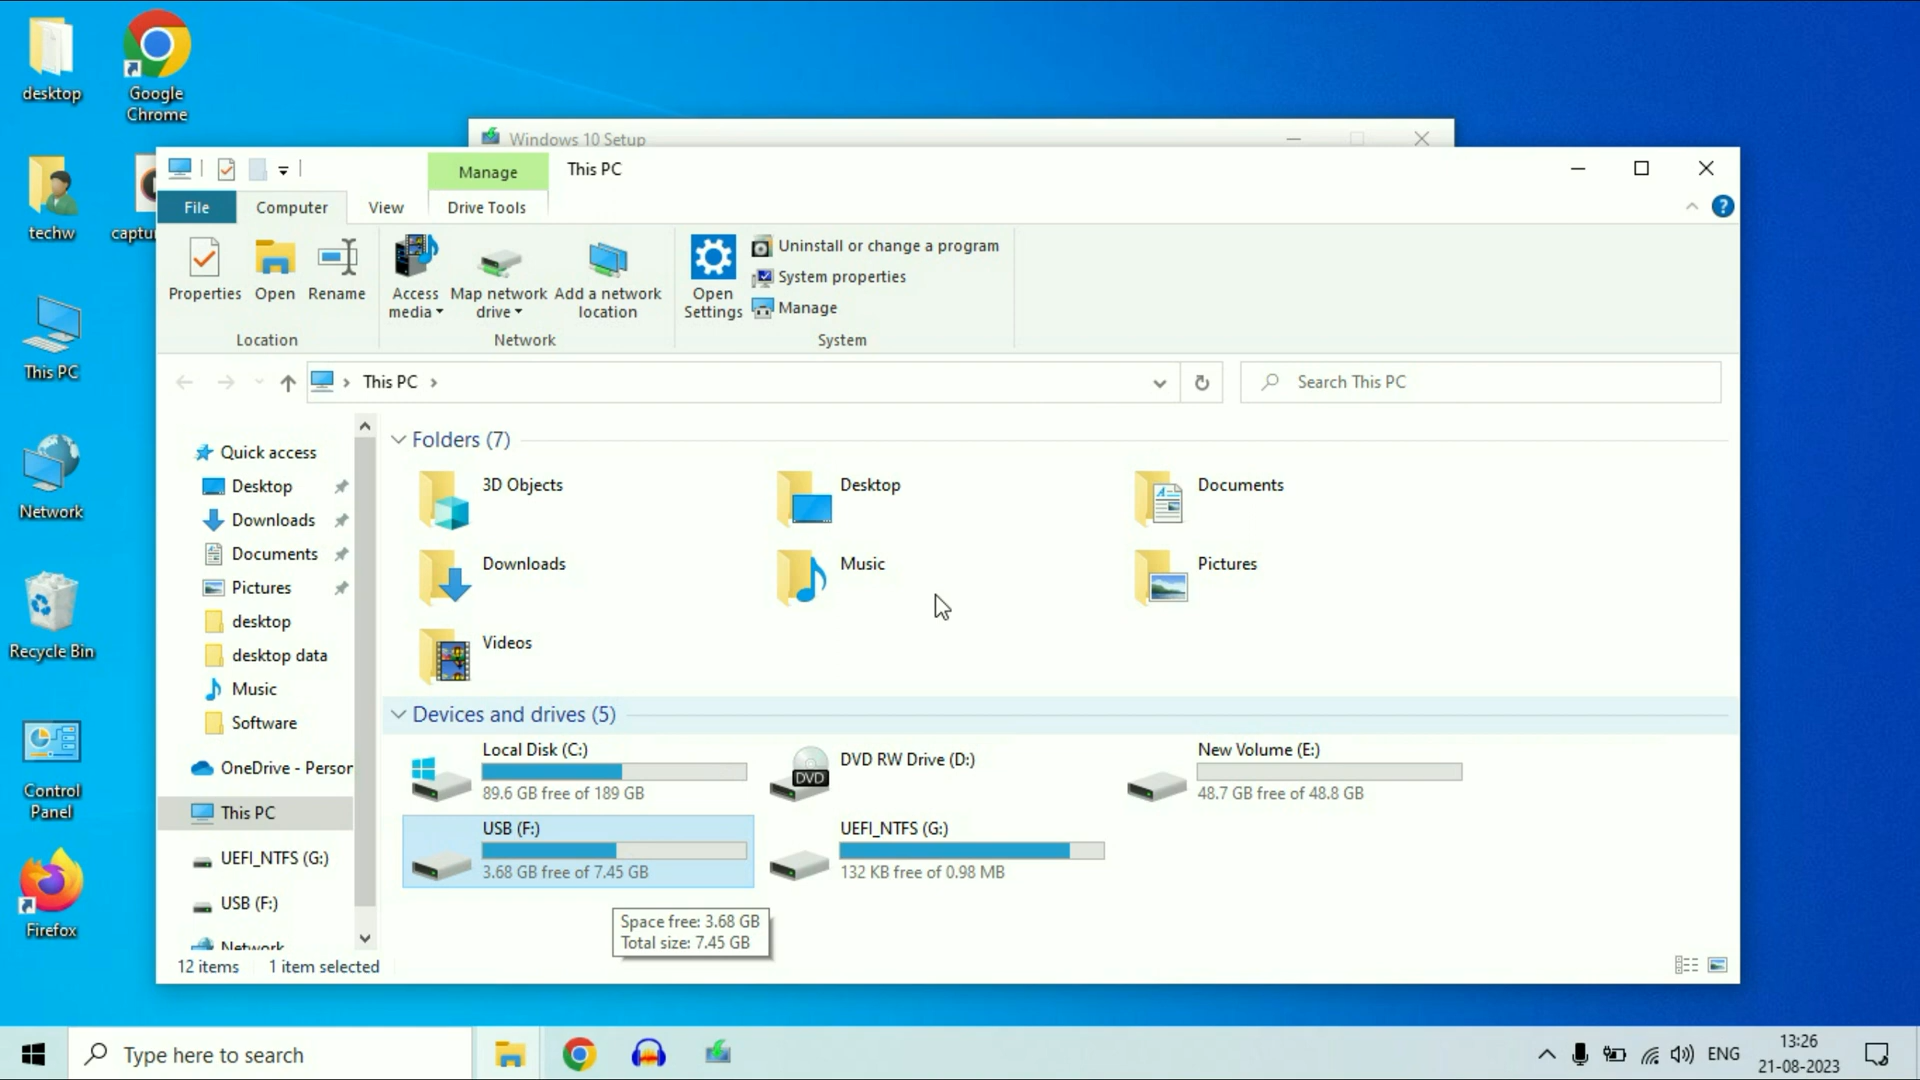 desktop
Google
Chrome
techw
captu
This PC
Network
Recycle Bin
Control
Panel
Firefox
Windows 10 Setup
Manage
This PC
File
Computer
View
Drive Tools
Properties
Open
Rename
Access
media
Map network
drive
Add a network
location
Open
Settings
Uninstall or change a program
System properties
Manage
Location
Network
System
This PC
Search This PC
Quick access
Desktop
Downloads
Documents
Pictures
desktop
desktop data
Music
Software
OneDrive - Person
This PC
UEFI_NTFS (G:)
USB (F:)
Network
Folders (7)
3D Objects
Desktop
Documents
Downloads
Music
Pictures
Videos
Devices and drives (5)
Local Disk (C:)
89.6 GB free of 189 GB
DVD RW Drive (D:)
DVD
New Volume (E:)
48.7 GB free of 48.8 GB
USB (F:)
3.68 GB free of 7.45 GB
UEFI_NTFS (G:)
132 KB free of 0.98 MB
Space free: 3.68 GB
Total size: 7.45 GB
12 items
1 item selected
Type here to search
ENG
13:26
21-08-2023